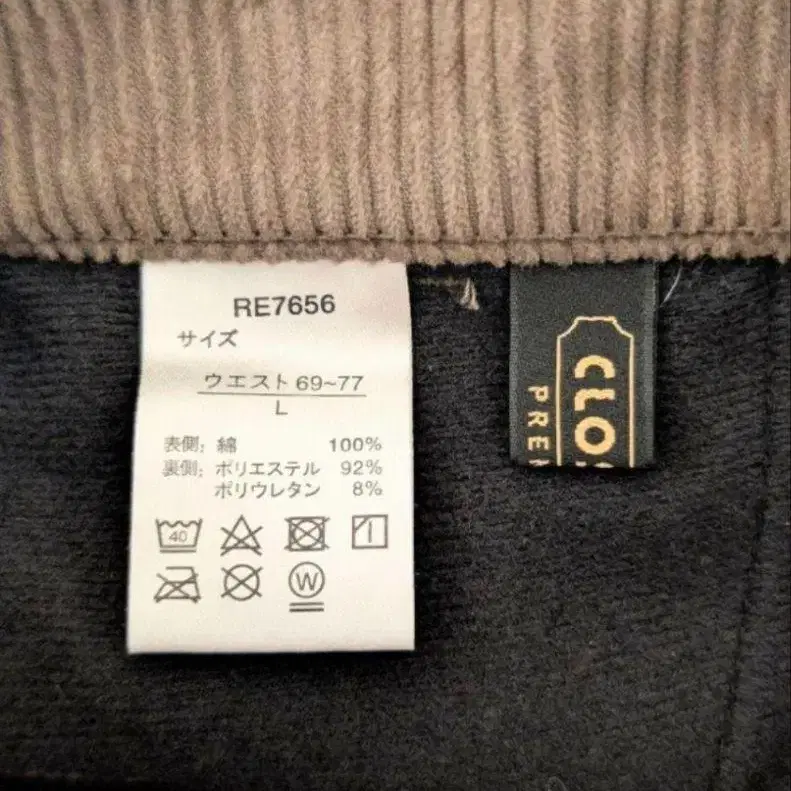 RE7656
サイズ
ウエスト 69~77
L
表側; 綿 100%
裏側; ポリエステル 92%
ポリウレタン 8%
40
W
CLO
PRE